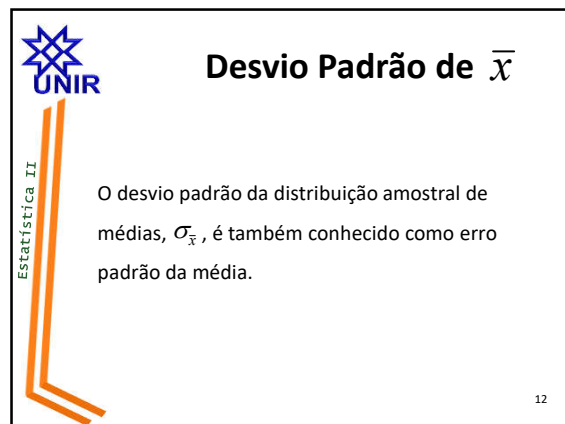 UNIR
Desvio Padrão de x̅
Estatística II
O desvio padrão da distribuição amostral de
médias, σx̅ , é também conhecido como erro
padrão da média.
12